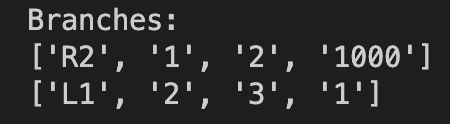 Branches:
['R2', '1', '2', '1000']
['L1', '2', '3', '1']